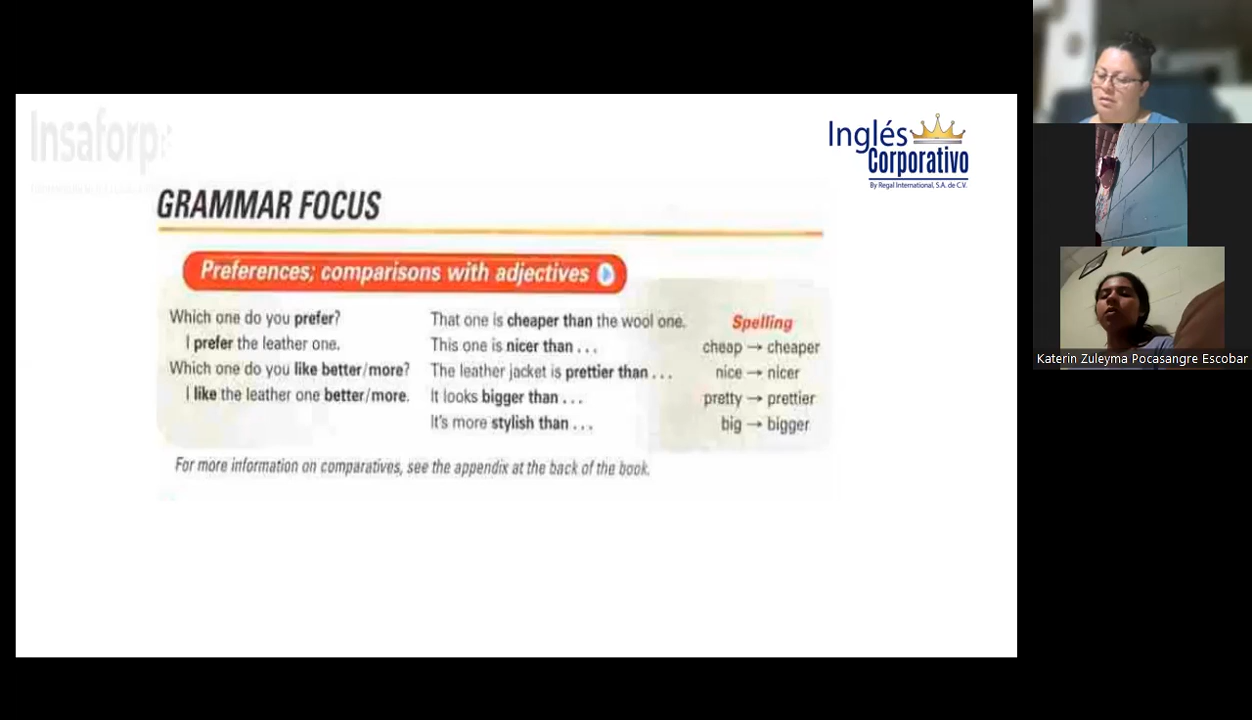 Insaforp
Inglés
Corporativo
By Regal International, S.A. de C.V.
GRAMMAR FOCUS
Preferences; comparisons with adjectives
Which one do you prefer?
I prefer the leather one.
Which one do you like better/more?
I like the leather one better/more.
That one is cheaper than the wool one.
This one is nicer than . . .
The leather jacket is prettier than . . .
It looks bigger than . . .
It's more stylish than . . .
Spelling
cheap → cheaper
nice → nicer
pretty → prettier
big → bigger
For more information on comparatives, see the appendix at the back of the book.
Katerin Zuleyma Pocasangre Escobar